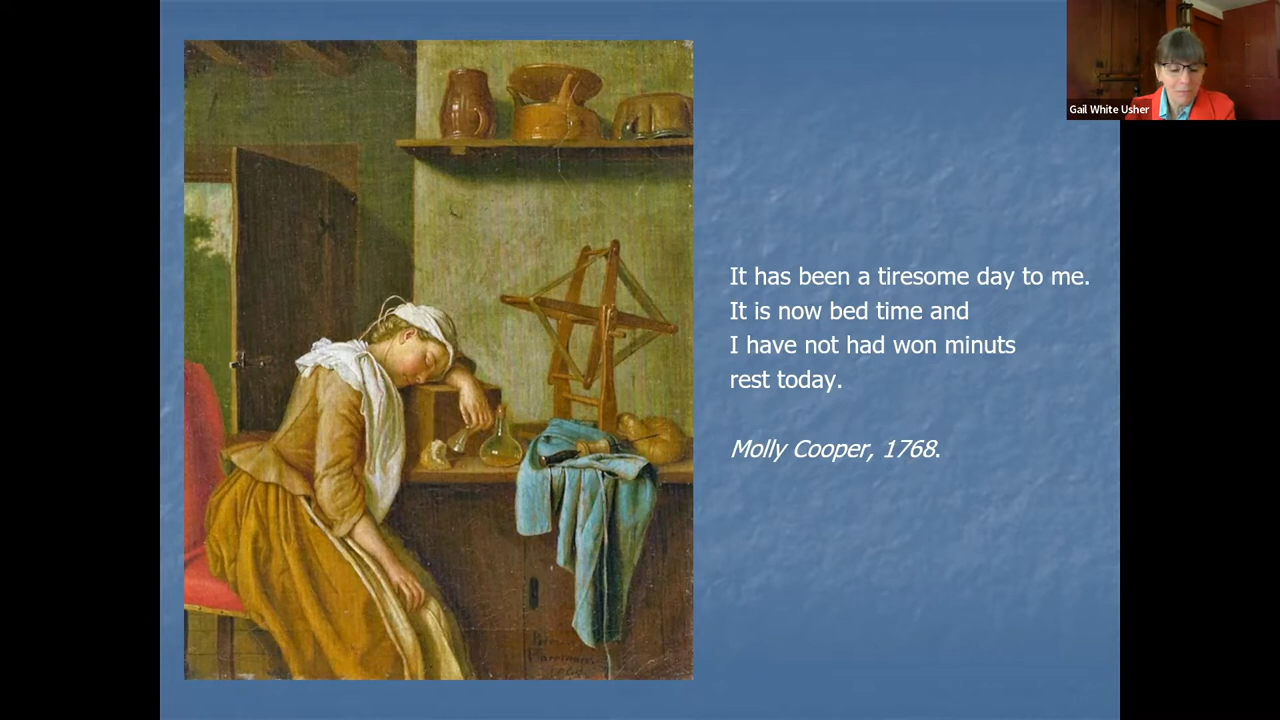 Gail White Usher
It has been a tiresome day to me.
It is now bed time and
I have not had won minuts
rest today.
Molly Cooper, 1768.